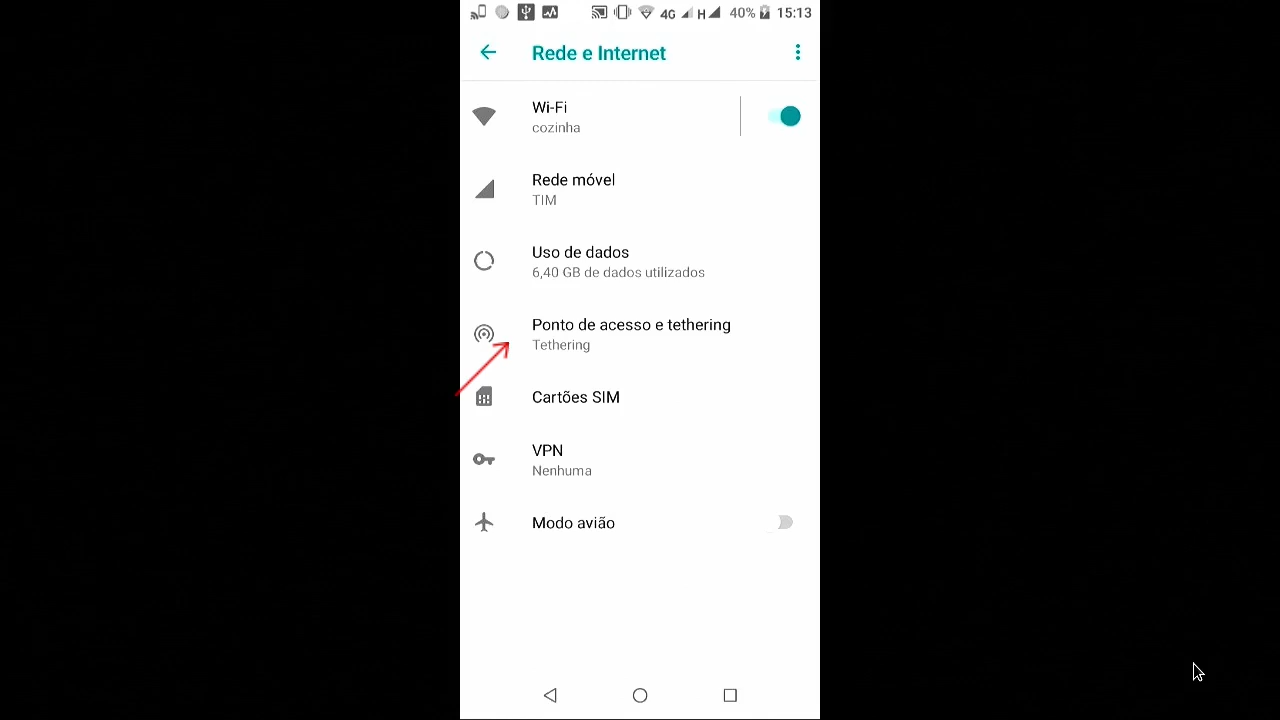 4G H 40% 15:13
Rede e Internet
Wi-Fi
cozinha
Rede móvel
TIM
Uso de dados
6,40 GB de dados utilizados
Ponto de acesso e tethering
Tethering
Cartões SIM
VPN
Nenhuma
Modo avião